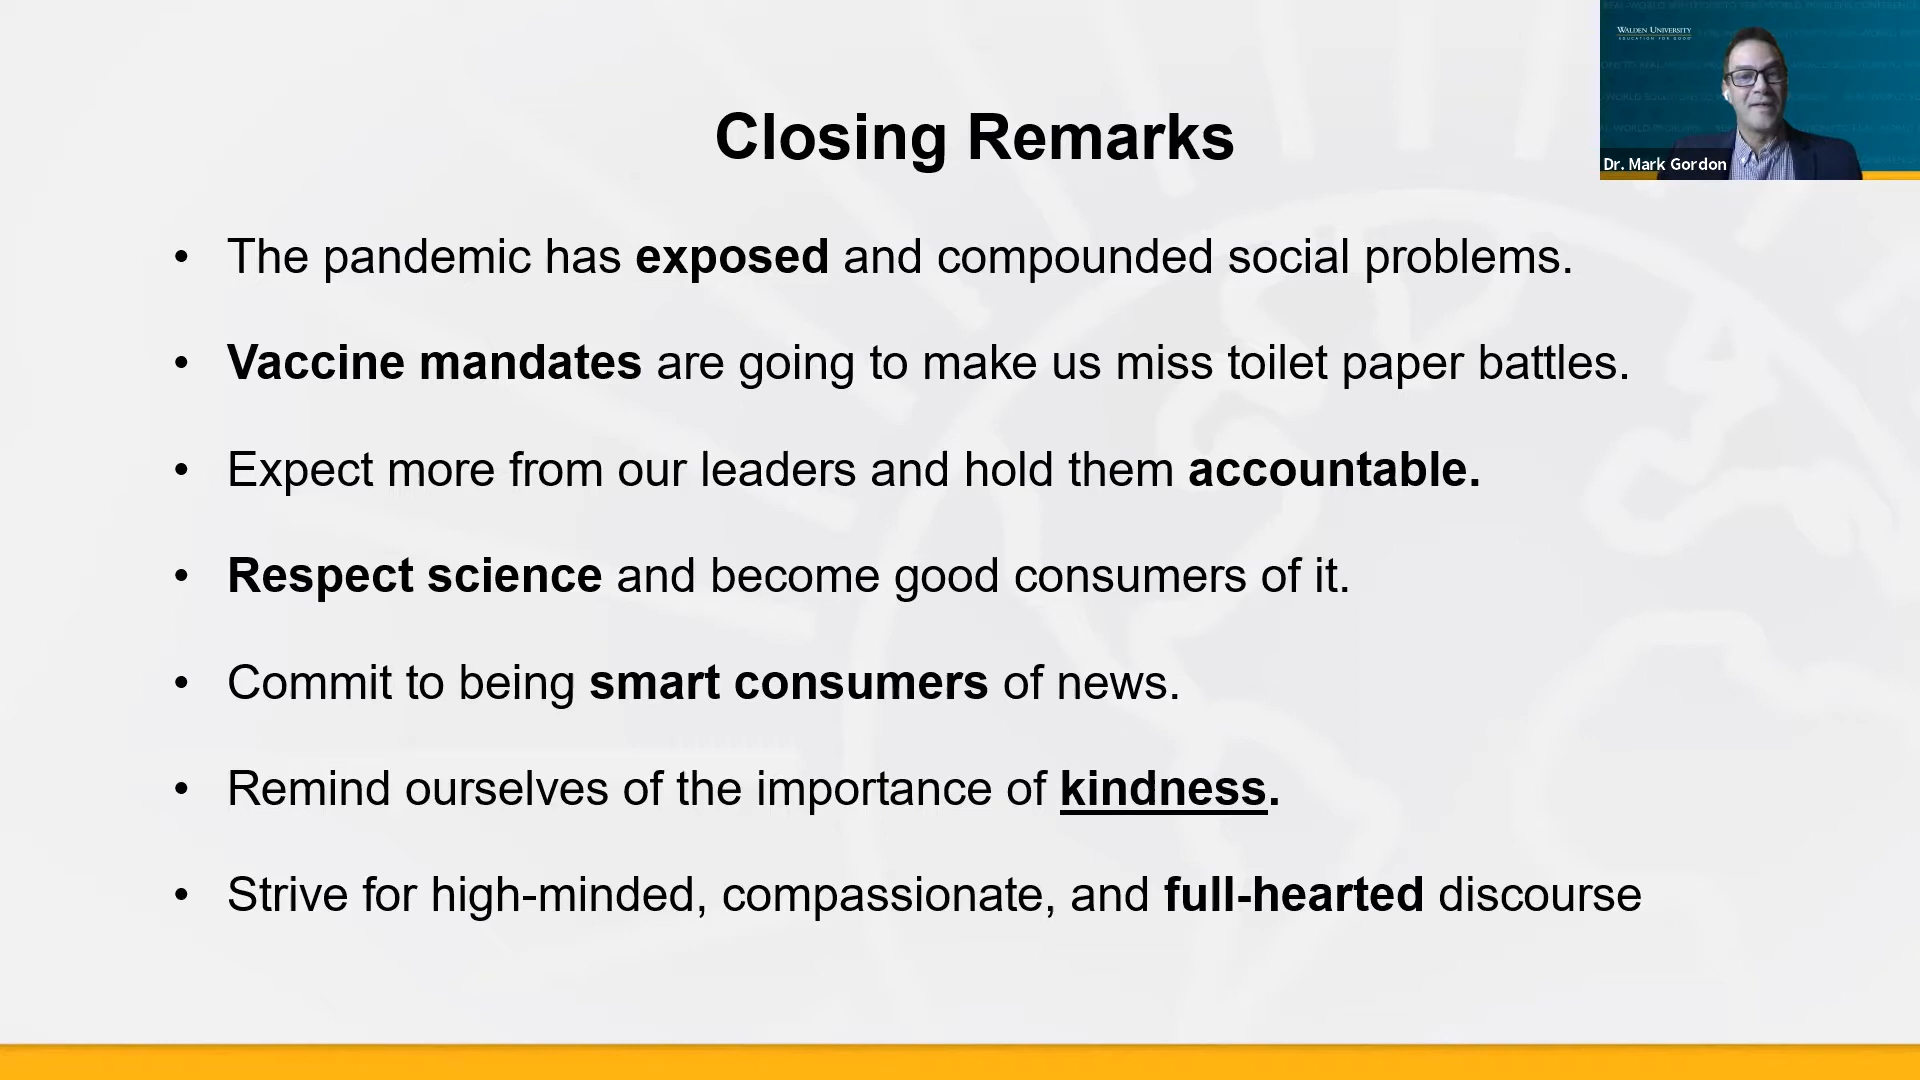 WALDEN UNIVERSITY
EDUCATION FOR GOOD
Dr. Mark Gordon
Closing Remarks
• The pandemic has exposed and compounded social problems.
• Vaccine mandates are going to make us miss toilet paper battles.
• Expect more from our leaders and hold them accountable.
• Respect science and become good consumers of it.
• Commit to being smart consumers of news.
• Remind ourselves of the importance of kindness.
• Strive for high-minded, compassionate, and full-hearted discourse